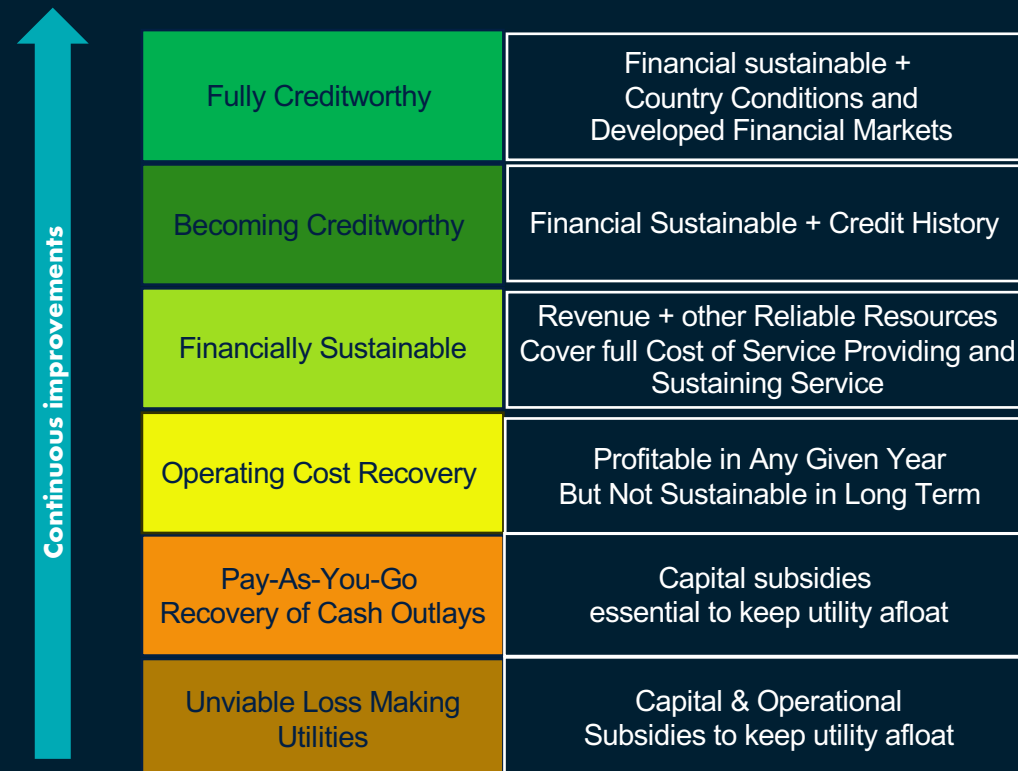 Continuous improvements
Fully Creditworthy
Financial sustainable +
Country Conditions and
Developed Financial Markets
Becoming Creditworthy
Financial Sustainable + Credit History
Financially Sustainable
Revenue + other Reliable Resources
Cover full Cost of Service Providing and
Sustaining Service
Operating Cost Recovery
Profitable in Any Given Year
But Not Sustainable in Long Term
Pay-As-You-Go
Recovery of Cash Outlays
Capital subsidies
essential to keep utility afloat
Unviable Loss Making
Utilities
Capital & Operational
Subsidies to keep utility afloat